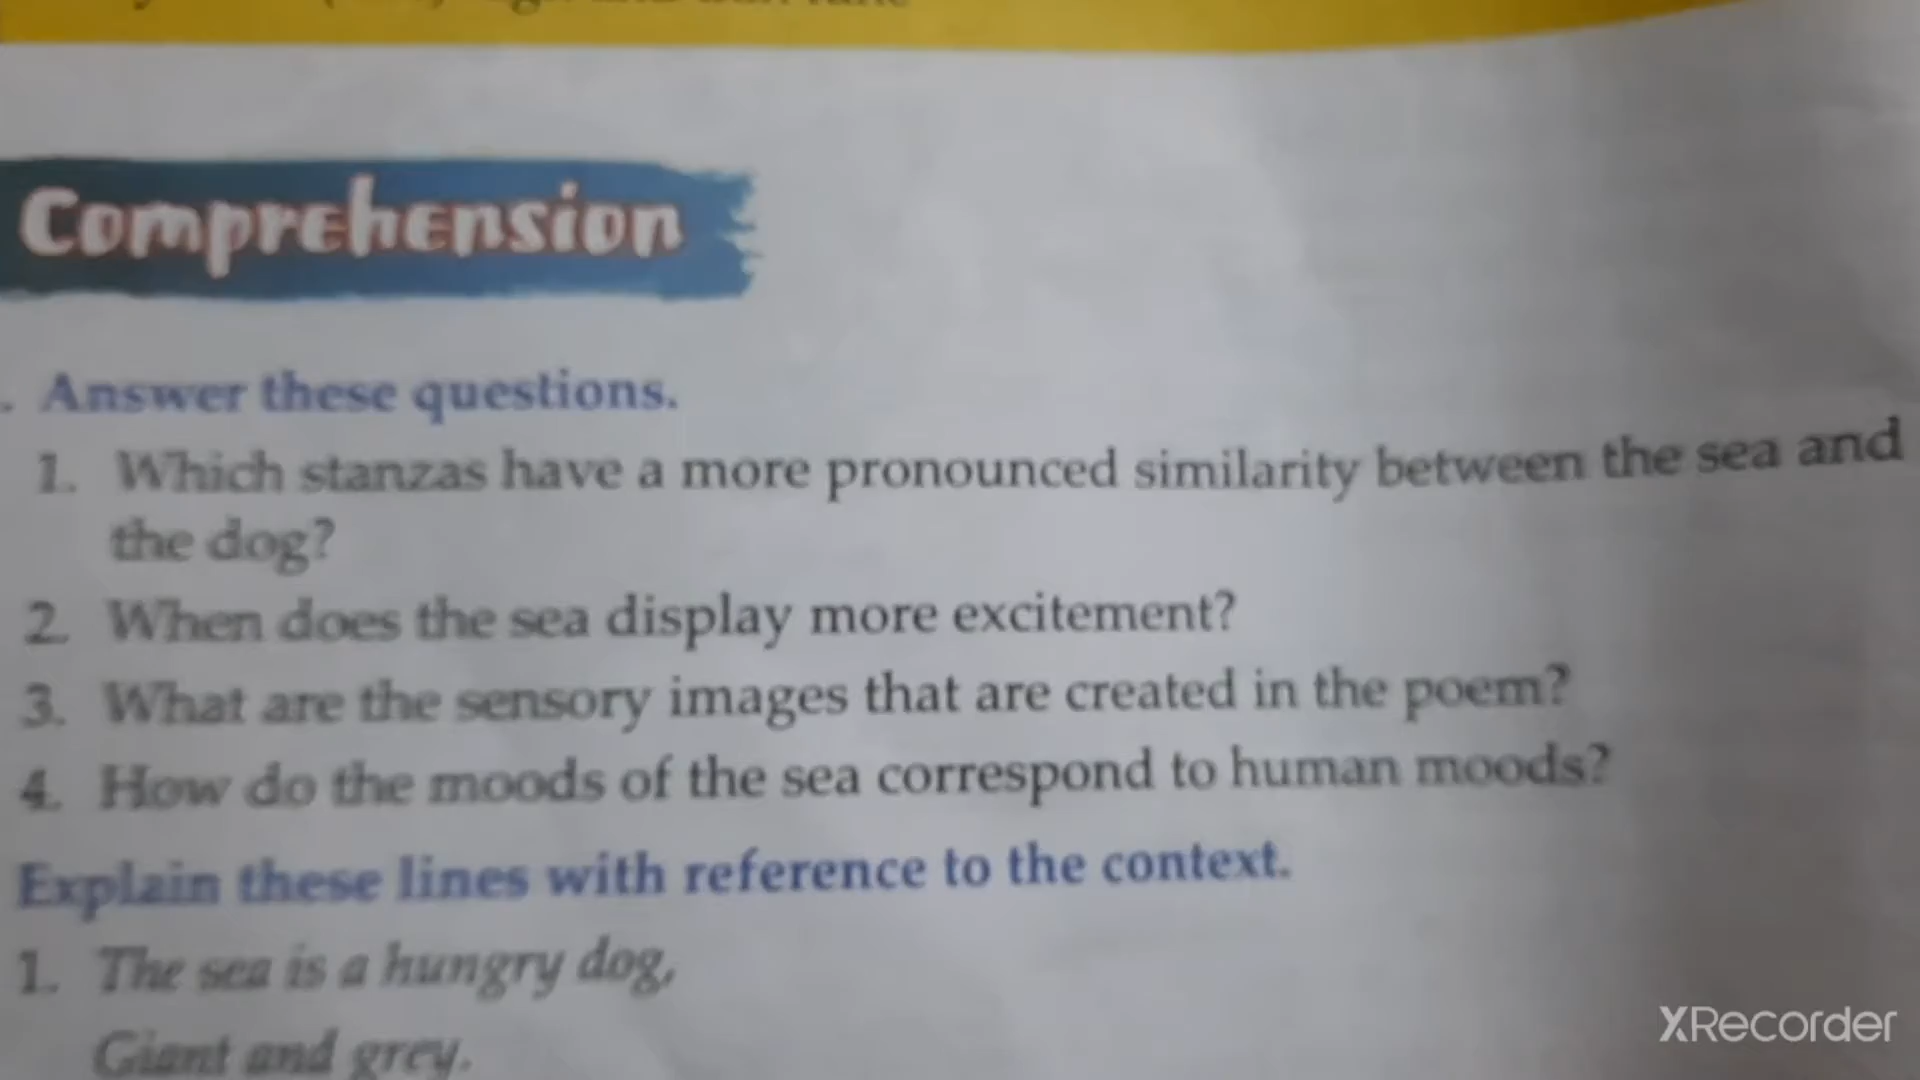 Comprehension
Answer these questions.
1. Which stanzas have a more pronounced similarity between the sea and
the dog?
2. When does the sea display more excitement?
3. What are the sensory images that are created in the poem?
4. How do the moods of the sea correspond to human moods?
Explain these lines with reference to the context.
1. The sea is a hungry dog,
Giant and grey.
XRecorder